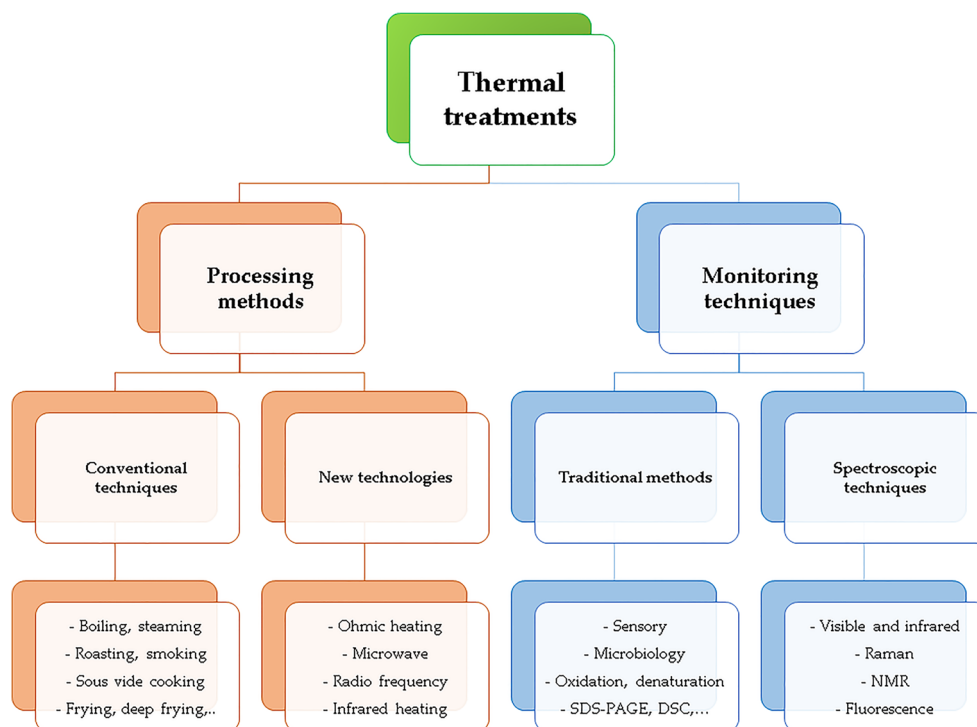 Thermal
treatments
Processing
methods
Monitoring
techniques
Conventional
techniques
New technologies
Traditional methods
Spectroscopic
techniques
- Boiling, steaming
- Roasting, smoking
- Sous vide cooking
- Frying, deep frying,..
- Ohmic heating
- Microwave
- Radio frequency
- Infrared heating
- Sensory
- Microbiology
- Oxidation, denaturation
- SDS-PAGE, DSC,...
- Visible and infrared
- Raman
- NMR
- Fluorescence